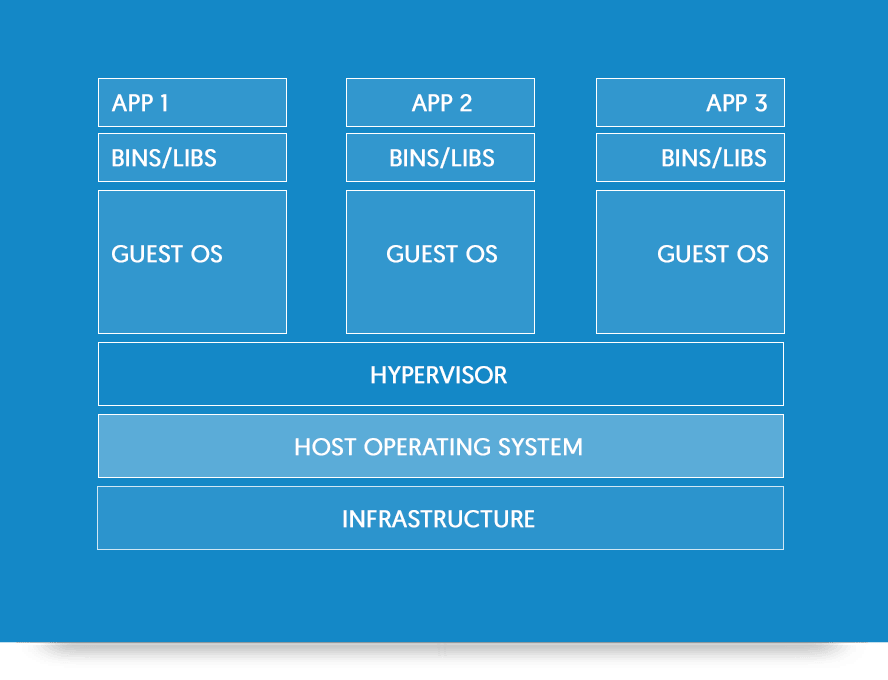 APP 1
APP 2
APP 3
BINS/LIBS
BINS/LIBS
BINS/LIBS
GUEST OS
GUEST OS
GUEST OS
HYPERVISOR
HOST OPERATING SYSTEM
INFRASTRUCTURE